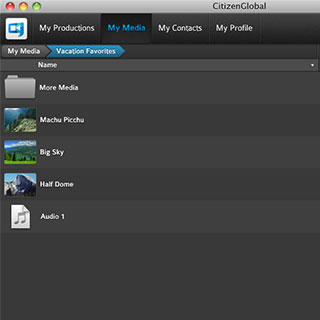 CitizenGlobal
My Productions My Media My Contacts My Profile
My Media Vacation Favorites
Name
More Media
Machu Picchu
Big Sky
Half Dome
Audio 1